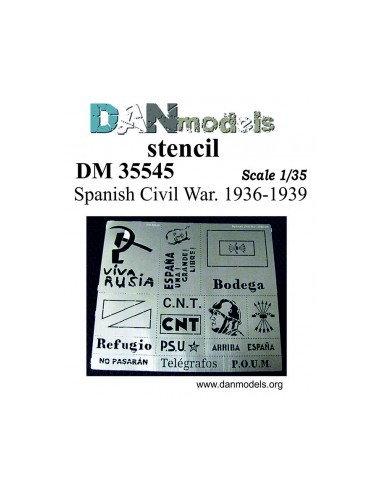 DANmodels
stencil
DM 35545 Scale 1/35
Spanish Civil War. 1936-1939
VIVA
RUSIA
ESPAÑA
UNA!
GRANDE!
LIBRE!
Bodega
C.N.T.
CNT
Refugio
P.S.U.
ARRIBA ESPAÑA
NO PASARÁN
Telégrafos
P.O.U.M.
www.danmodels.org